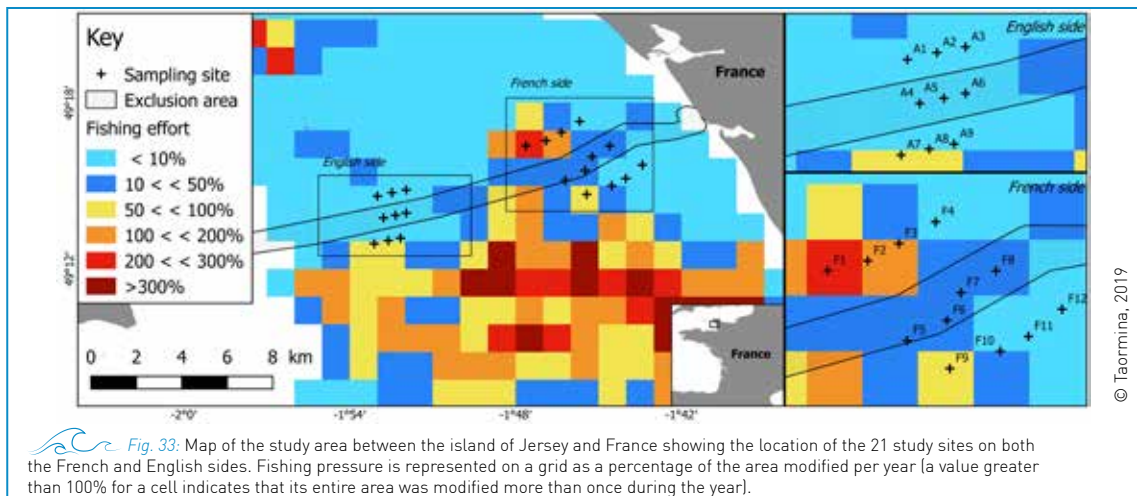 Key
Sampling site
Exclusion area
Fishing effort
< 10%
10 < < 50%
50 < < 100%
100 < < 200%
200 < < 300%
>300%
0 2 4 6 8 km
49°18'
49°12'
-2°0'
-1°54'
-1°48'
-1°42'
English side
French side
France
France
English side
A1 A2 A3
A4 A5 A6
A7 A8 A9
French side
F1 F2 F3 F4
F5 F6 F7 F8
F9 F10 F11 F12
© Taormina, 2019
Fig. 33: Map of the study area between the island of Jersey and France showing the location of the 21 study sites on both
the French and English sides. Fishing pressure is represented on a grid as a percentage of the area modified per year (a value greater
than 100% for a cell indicates that its entire area was modified more than once during the year).